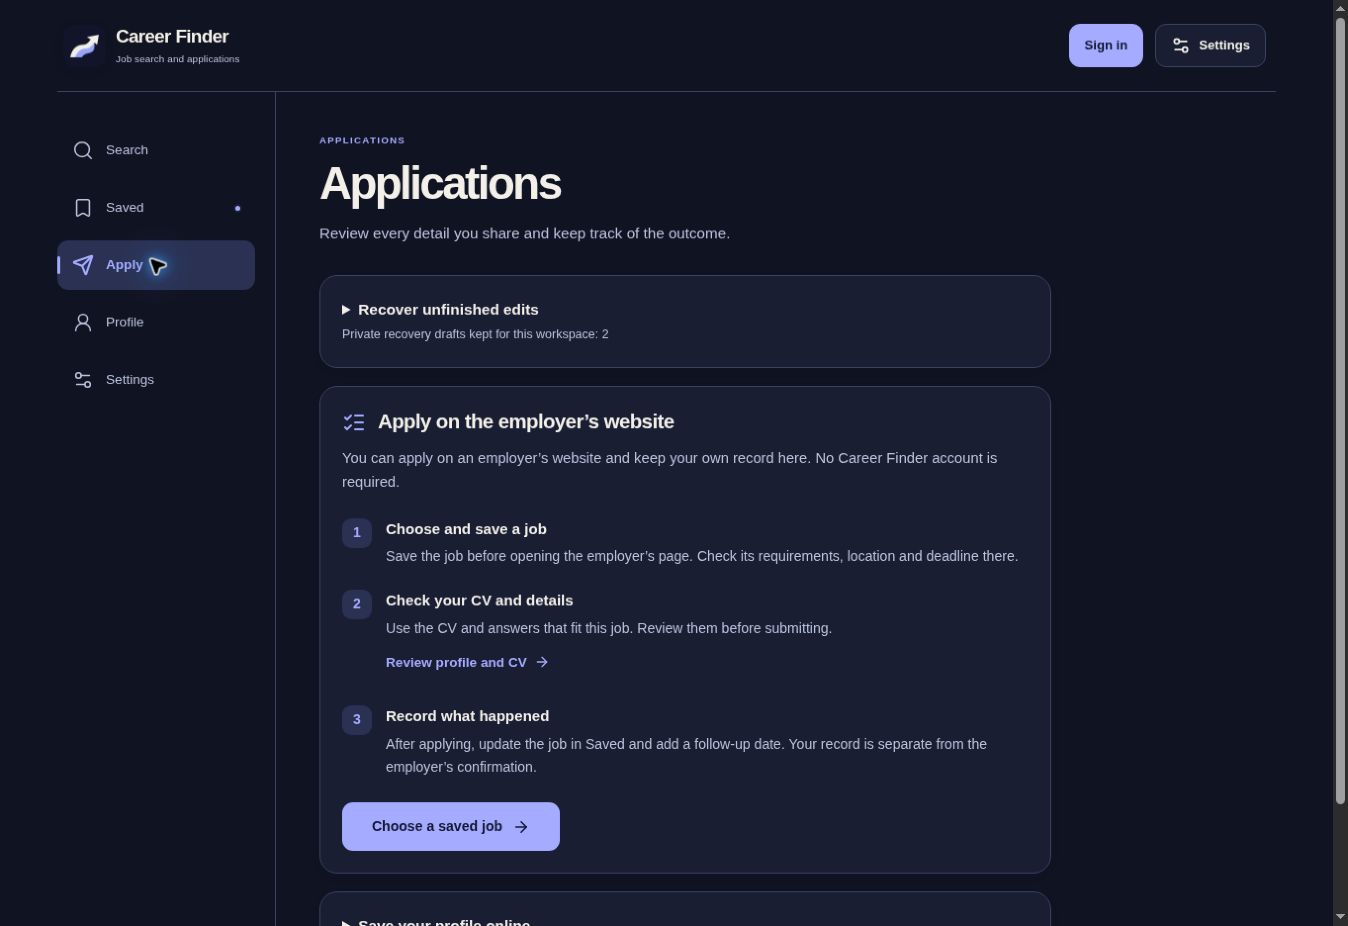 Career Finder
Job search and applications
Sign in
Settings
Search
Saved
Apply
Profile
Settings
APPLICATIONS
Applications
Review every detail you share and keep track of the outcome.
Recover unfinished edits
Private recovery drafts kept for this workspace: 2
Apply on the employer’s website
You can apply on an employer’s website and keep your own record here. No Career Finder account is
required.
1
Choose and save a job
Save the job before opening the employer’s page. Check its requirements, location and deadline there.
2
Check your CV and details
Use the CV and answers that fit this job. Review them before submitting.
Review profile and CV
3
Record what happened
After applying, update the job in Saved and add a follow-up date. Your record is separate from the
employer’s confirmation.
Choose a saved job
Save your profile online